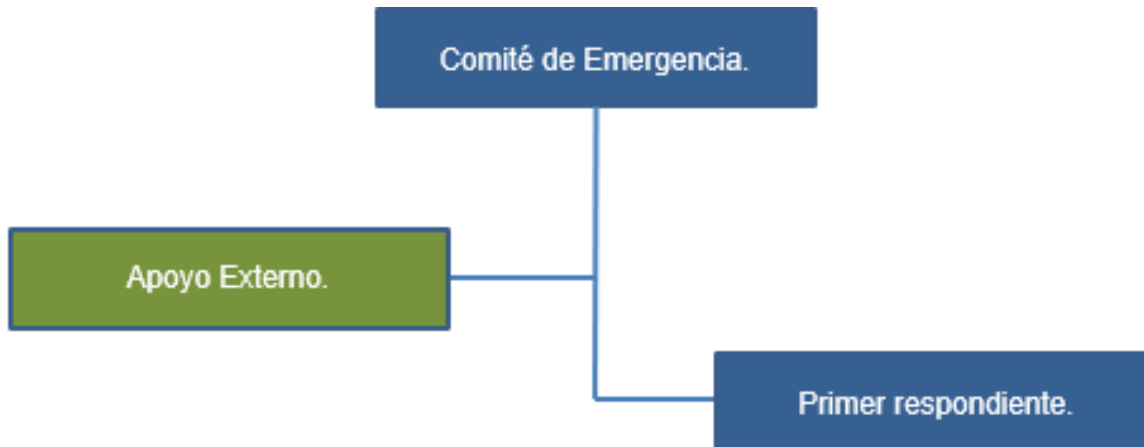 Comité de Emergencia.
Apoyo Externo.
Primer respondiente.